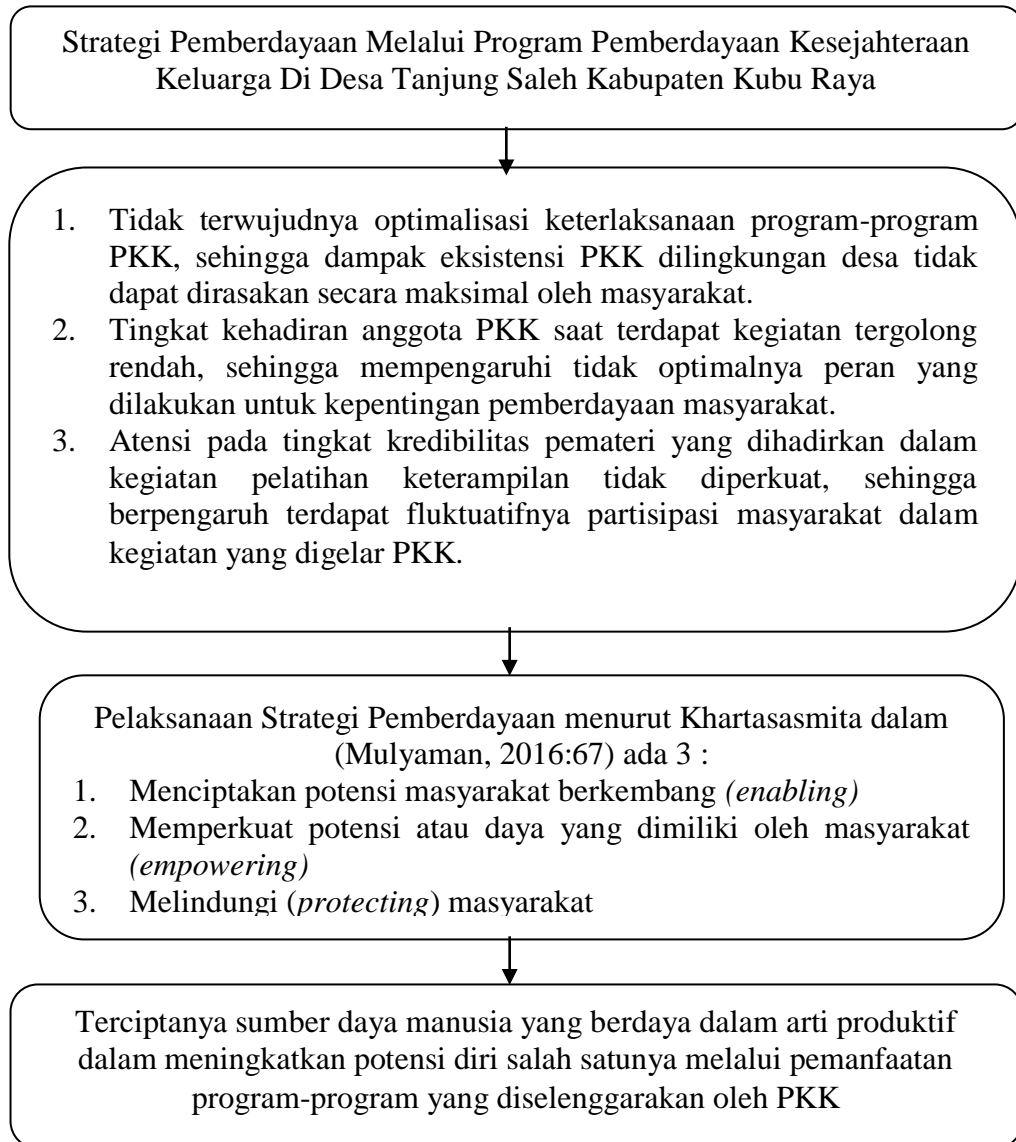 Strategi Pemberdayaan Melalui Program Pemberdayaan Kesejahteraan
Keluarga Di Desa Tanjung Saleh Kabupaten Kubu Raya
1. Tidak terwujudnya optimalisasi keterlaksanaan program-program
PKK, sehingga dampak eksistensi PKK dilingkungan desa tidak
dapat dirasakan secara maksimal oleh masyarakat.
2. Tingkat kehadiran anggota PKK saat terdapat kegiatan tergolong
rendah, sehingga mempengaruhi tidak optimalnya peran yang
dilakukan untuk kepentingan pemberdayaan masyarakat.
3. Atensi pada tingkat kredibilitas pemateri yang dihadirkan dalam
kegiatan pelatihan keterampilan tidak diperkuat, sehingga
berpengaruh terdapat fluktuatifnya partisipasi masyarakat dalam
kegiatan yang digelar PKK.
Pelaksanaan Strategi Pemberdayaan menurut Khartasasmita dalam
(Mulyaman, 2016:67) ada 3 :
1. Menciptakan potensi masyarakat berkembang (enabling)
2. Memperkuat potensi atau daya yang dimiliki oleh masyarakat
(empowering)
3. Melindungi (protecting) masyarakat
Terciptanya sumber daya manusia yang berdaya dalam arti produktif
dalam meningkatkan potensi diri salah satunya melalui pemanfaatan
program-program yang diselenggarakan oleh PKK